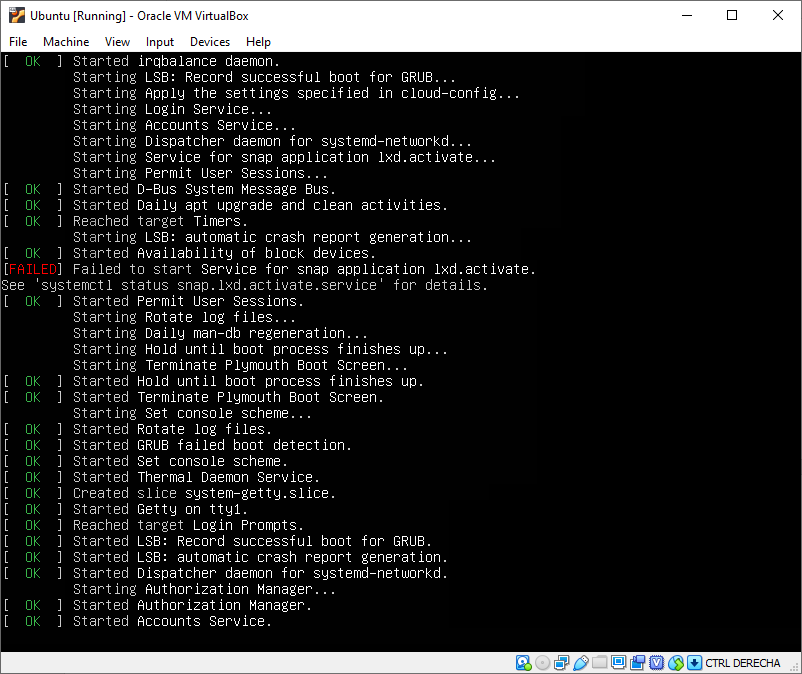 Ubuntu [Running] - Oracle VM VirtualBox
File Machine View Input Devices Help
[  OK  ] Started irqbalance daemon.
         Starting LSB: Record successful boot for GRUB...
         Starting Apply the settings specified in cloud-config...
         Starting Login Service...
         Starting Accounts Service...
         Starting Dispatcher daemon for systemd-networkd...
         Starting Service for snap application lxd.activate...
         Starting Permit User Sessions...
[  OK  ] Started D-Bus System Message Bus.
[  OK  ] Started Daily apt upgrade and clean activities.
[  OK  ] Reached target Timers.
         Starting LSB: automatic crash report generation...
[  OK  ] Started Availability of block devices.
[FAILED] Failed to start Service for snap application lxd.activate.
See 'systemctl status snap.lxd.activate.service' for details.
[  OK  ] Started Permit User Sessions.
         Starting Rotate log files...
         Starting Daily man-db regeneration...
         Starting Hold until boot process finishes up...
         Starting Terminate Plymouth Boot Screen...
[  OK  ] Started Hold until boot process finishes up.
[  OK  ] Started Terminate Plymouth Boot Screen.
         Starting Set console scheme...
[  OK  ] Started Rotate log files.
[  OK  ] Started GRUB failed boot detection.
[  OK  ] Started Set console scheme.
[  OK  ] Started Thermal Daemon Service.
[  OK  ] Created slice system-getty.slice.
[  OK  ] Started Getty on tty1.
[  OK  ] Reached target Login Prompts.
[  OK  ] Started LSB: Record successful boot for GRUB.
[  OK  ] Started LSB: automatic crash report generation.
[  OK  ] Started Dispatcher daemon for systemd-networkd.
         Starting Authorization Manager...
[  OK  ] Started Authorization Manager.
[  OK  ] Started Accounts Service.
CTRL DERECHA